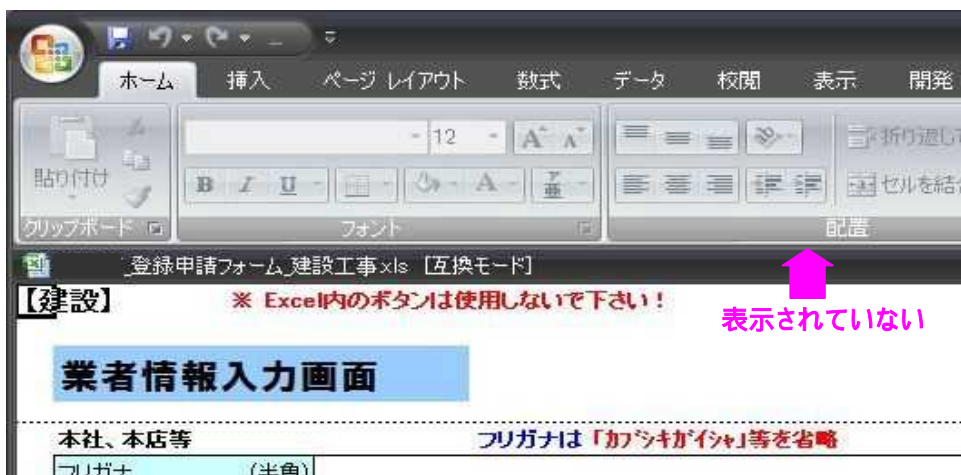 ホーム 挿入 ページ レイアウト 数式 データ 校閲 表示 開発
12 A A 折り返して
貼り付け B I U A ア亜 セルを結合
クリップボード フォント 配置
_登録申請フォーム_建設工事.xls [互換モード]
【建設】 ※ Excel内のボタンは使用しないで下さい!
表示されていない
業者情報入力画面
本社、本店等 フリガナは「カブシキガイシャ」等を省略
フリガナ (半角)